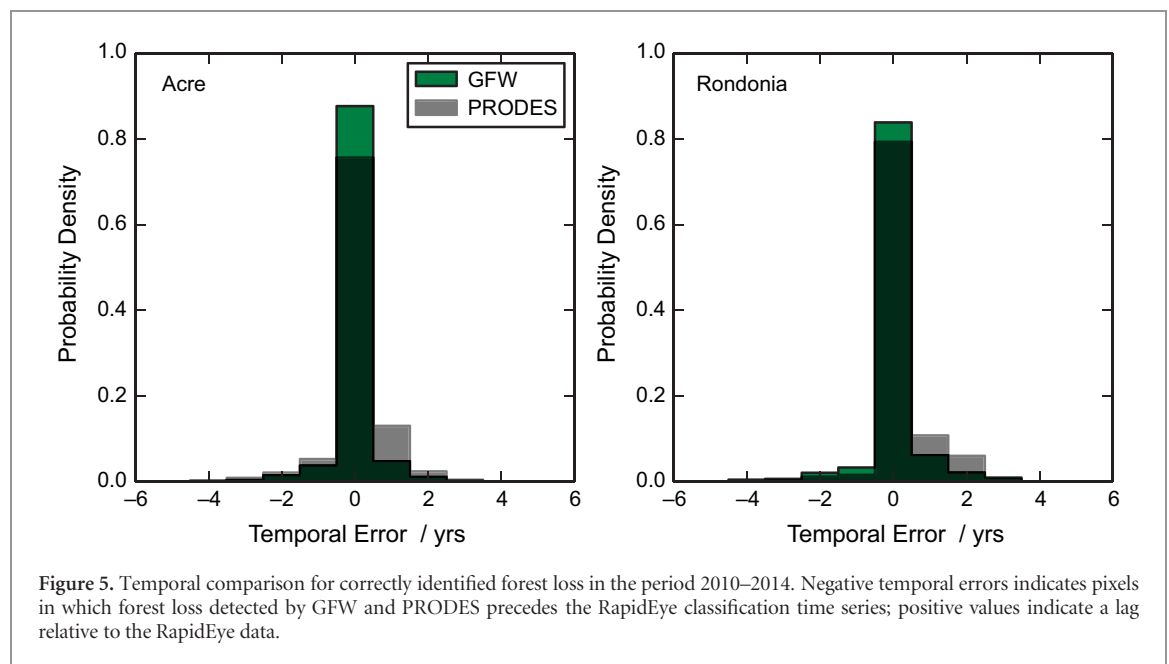 Acre
GFW
PRODES
Probability Density
1.0
0.8
0.6
0.4
0.2
0.0
–6
–4
–2
0
2
4
6
Temporal Error / yrs
Rondonia
Probability Density
1.0
0.8
0.6
0.4
0.2
0.0
–6
–4
–2
0
2
4
6
Temporal Error / yrs
Figure 5. Temporal comparison for correctly identified forest loss in the period 2010–2014. Negative temporal errors indicates pixels
in which forest loss detected by GFW and PRODES precedes the RapidEye classification time series; positive values indicate a lag
relative to the RapidEye data.